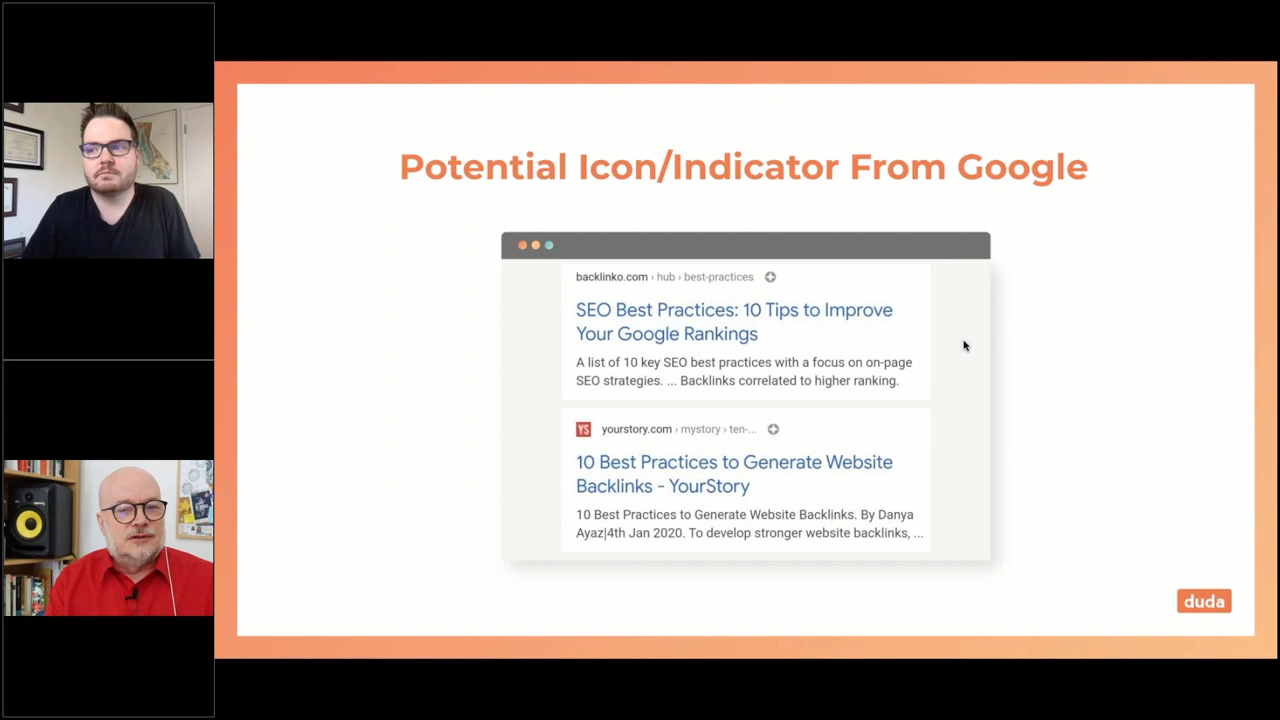 Potential Icon/Indicator From Google
backlinko.com › hub › best-practices
SEO Best Practices: 10 Tips to Improve
Your Google Rankings
A list of 10 key SEO best practices with a focus on on-page
SEO strategies. ... Backlinks correlated to higher ranking.
YS yourstory.com › mystory › ten-...
10 Best Practices to Generate Website
Backlinks - YourStory
10 Best Practices to Generate Website Backlinks. By Danya
Ayaz|4th Jan 2020. To develop stronger website backlinks, ...
duda